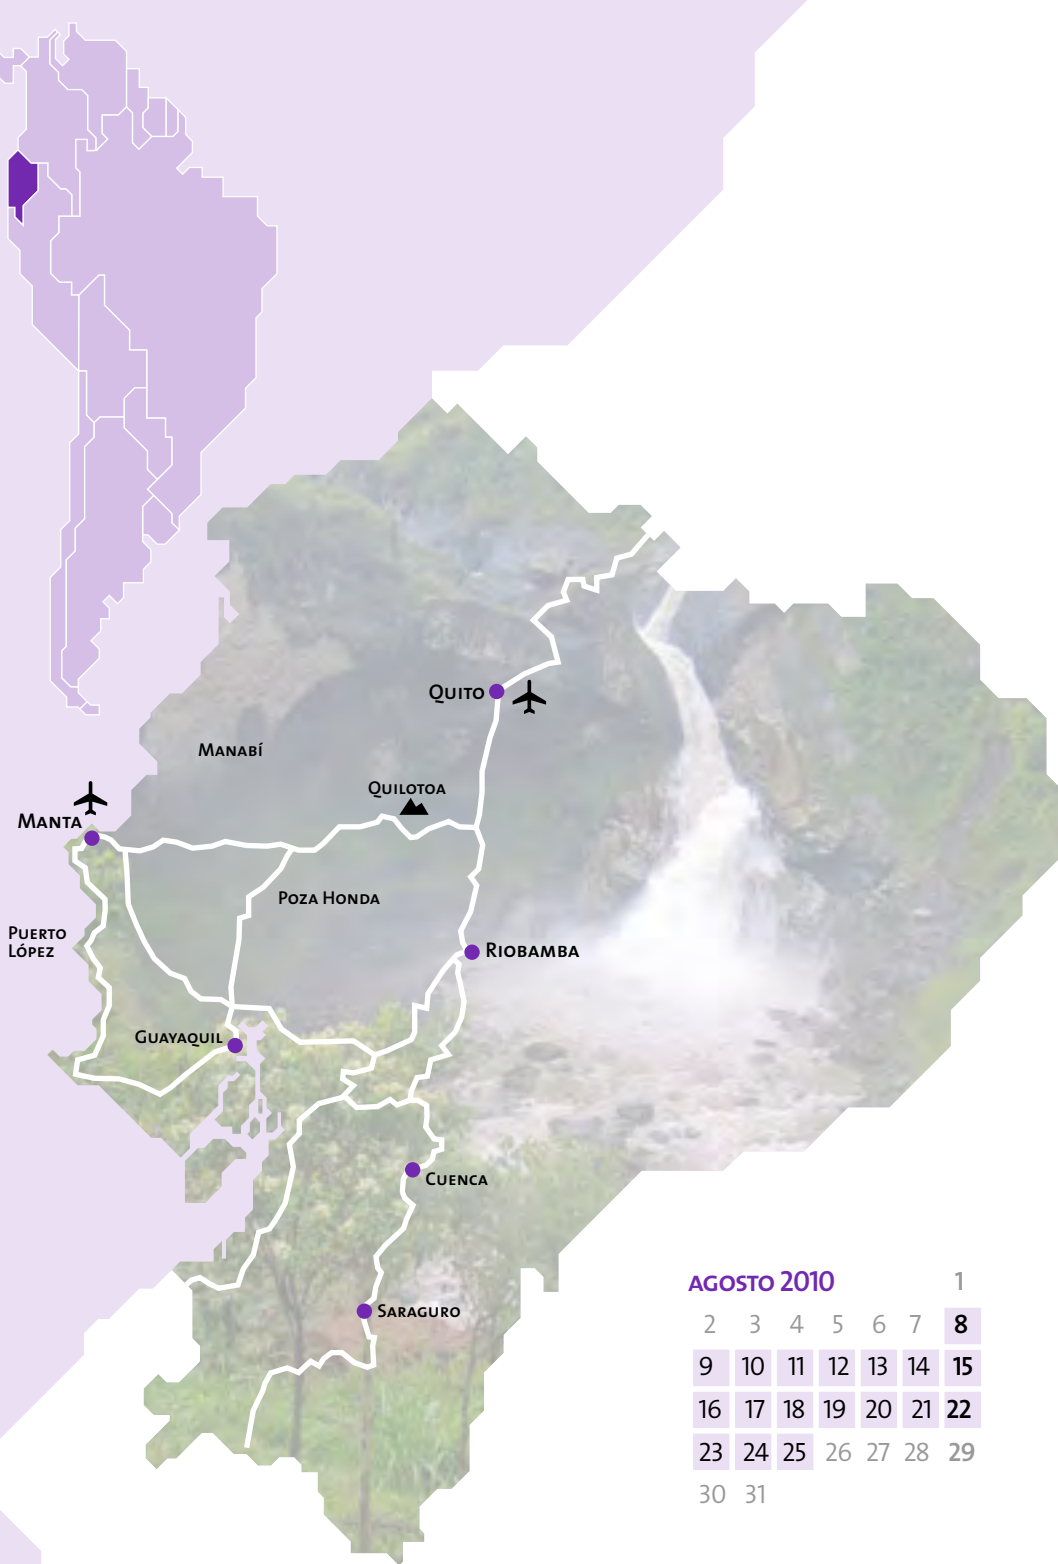 Quito
Manabí
Quilotoa
Manta
Poza Honda
Puerto
López
Riobamba
Guayaquil
Cuenca
Saraguro
agosto 2010 1
2 3 4 5 6 7 8
9 10 11 12 13 14 15
16 17 18 19 20 21 22
23 24 25 26 27 28 29
30 31